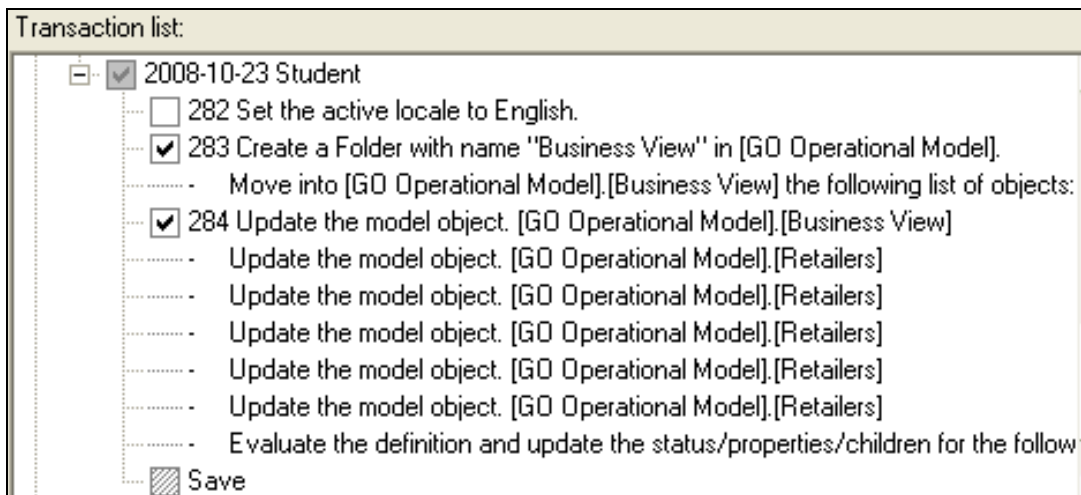 Transaction list:
2008-10-23 Student
282 Set the active locale to English.
283 Create a Folder with name "Business View" in [GO Operational Model].
- Move into [GO Operational Model].[Business View] the following list of objects:
284 Update the model object. [GO Operational Model].[Business View]
- Update the model object. [GO Operational Model].[Retailers]
- Update the model object. [GO Operational Model].[Retailers]
- Update the model object. [GO Operational Model].[Retailers]
- Update the model object. [GO Operational Model].[Retailers]
- Update the model object. [GO Operational Model].[Retailers]
- Evaluate the definition and update the status/properties/children for the follow
Save